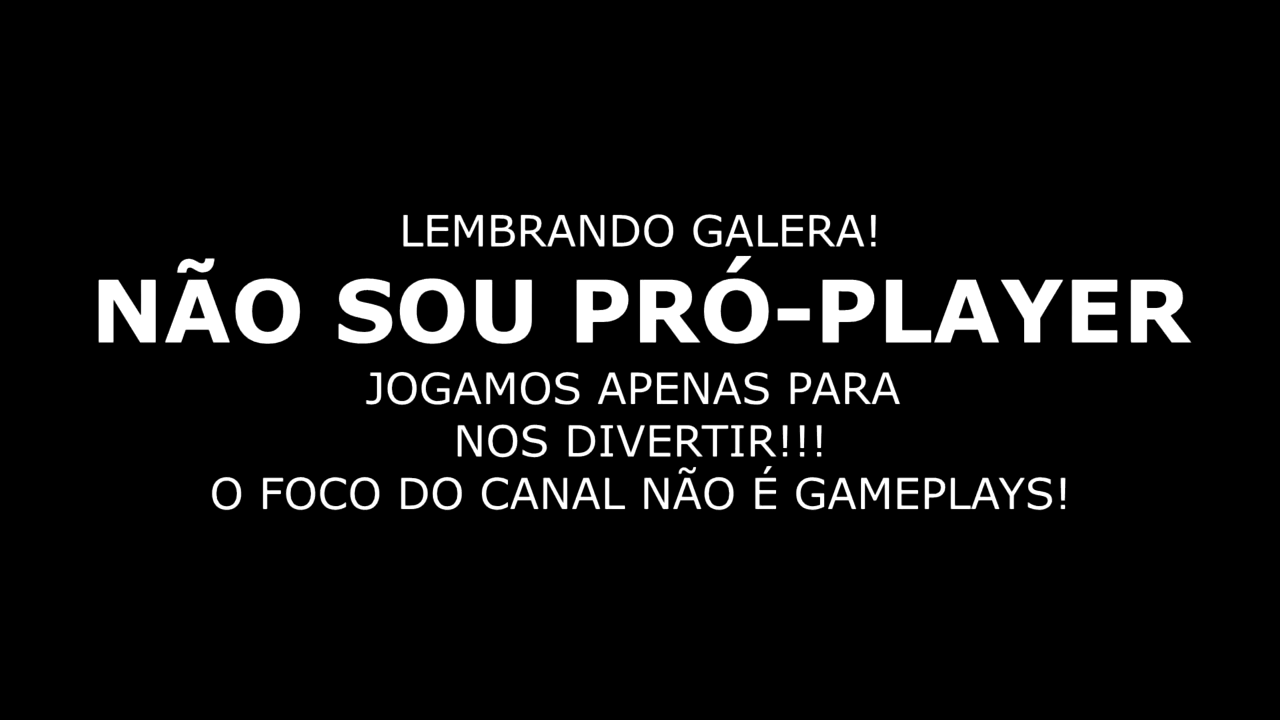 LEMBRANDO GALERA!
NÃO SOU PRÓ-PLAYER
JOGAMOS APENAS PARA
NOS DIVERTIR!!!
O FOCO DO CANAL NÃO É GAMEPLAYS!